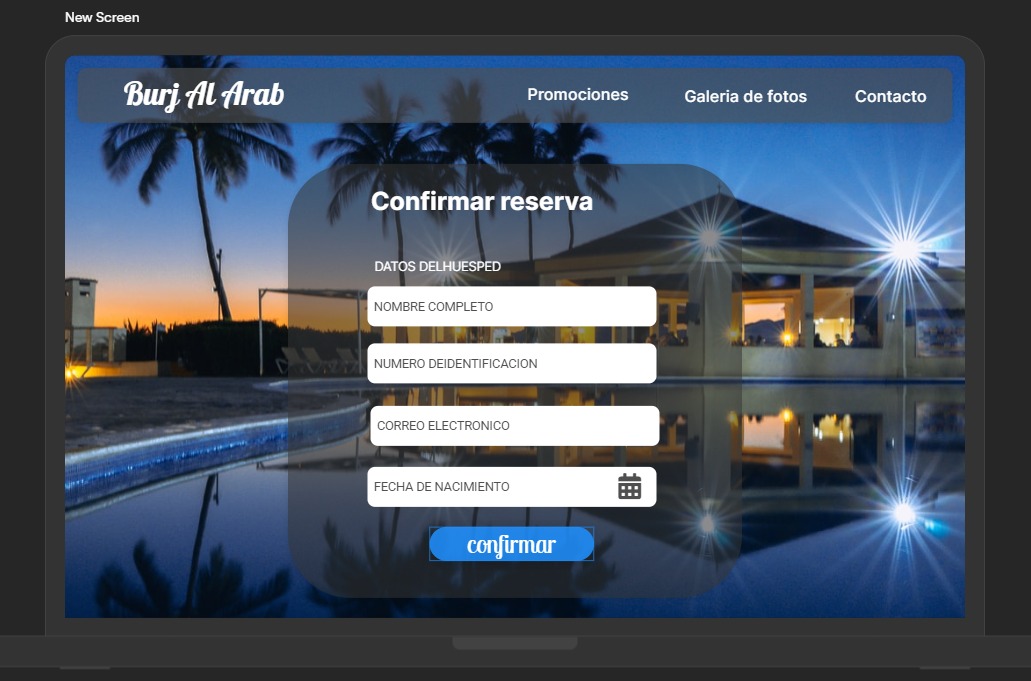 New Screen
Burj Al Arab
Promociones
Galeria de fotos
Contacto
Confirmar reserva
DATOS DELHUESPED
NOMBRE COMPLETO
NUMERO DEIDENTIFICACION
CORREO ELECTRONICO
FECHA DE NACIMIENTO
confirmar